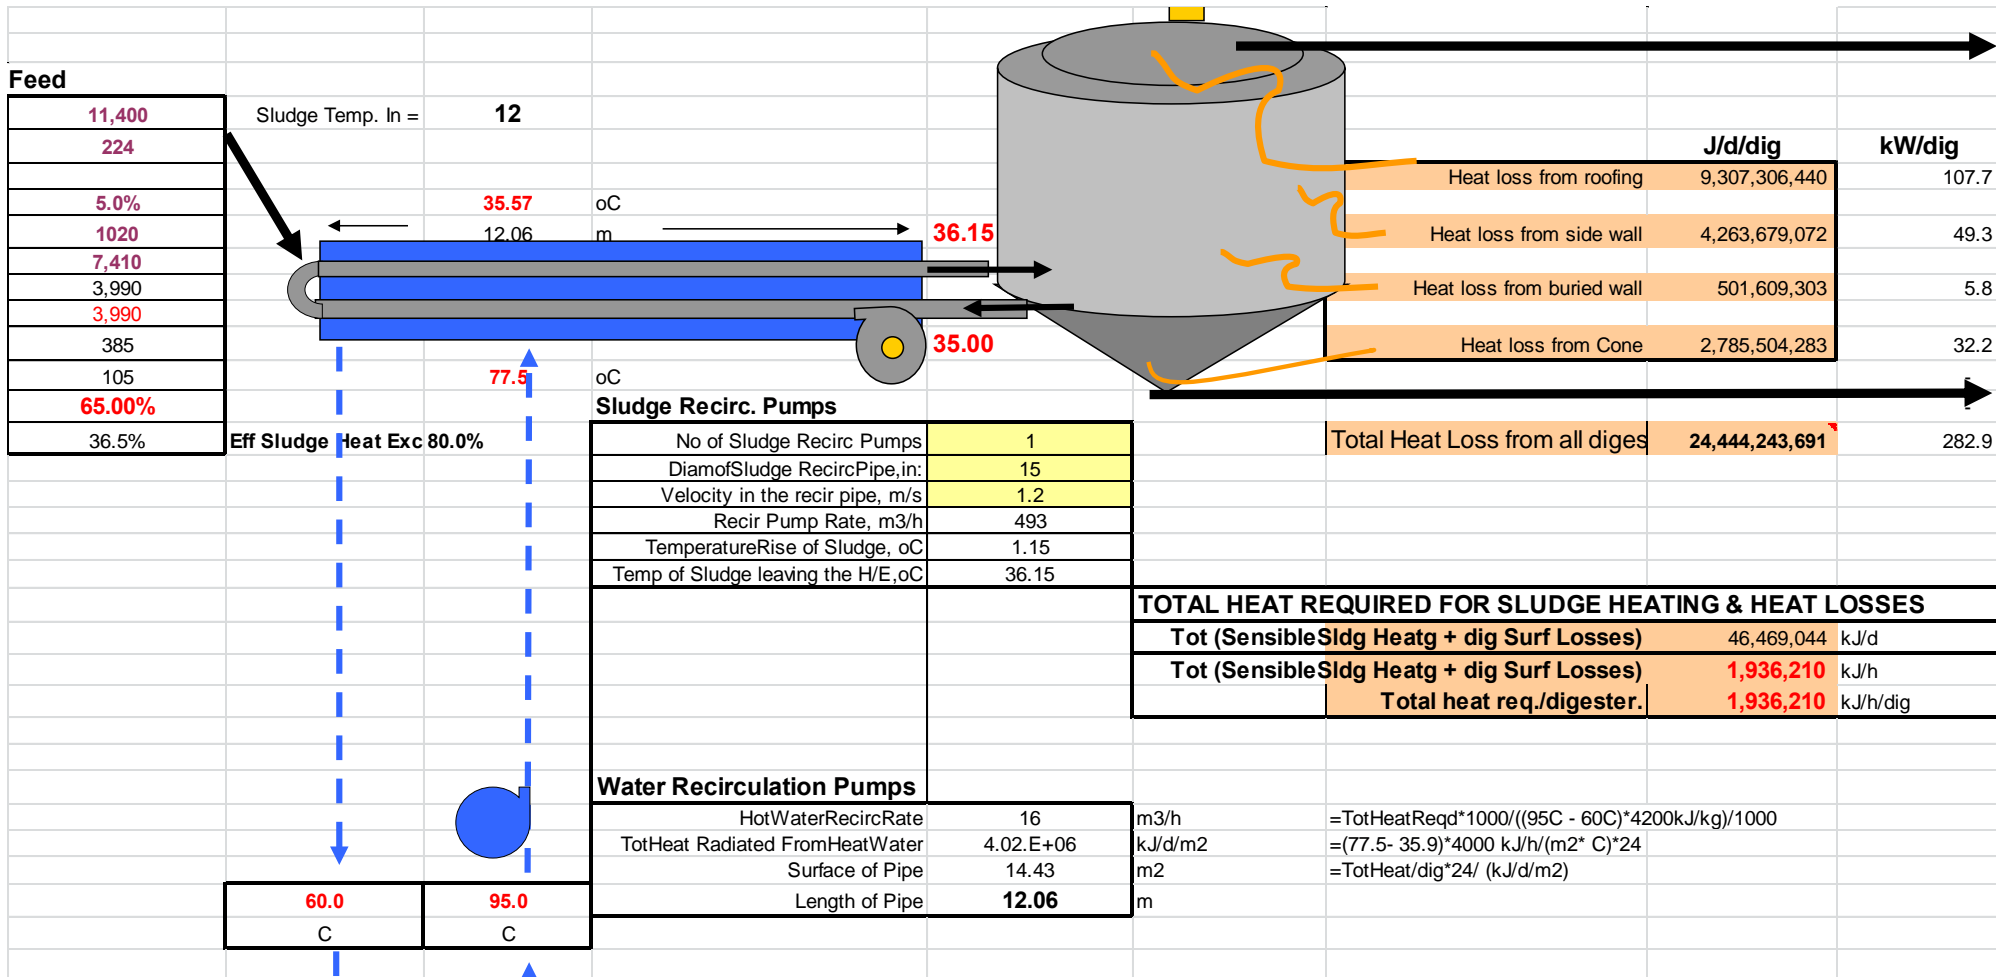 Feed
11,400 Sludge Temp. In = 12
224 J/d/dig kW/dig
Heat loss from roofing 9,307,306,440 107.7
5.0% 35.57 oC
1020 12.06 m 36.15 Heat loss from side wall 4,263,679,072 49.3
7,410
3,990 Heat loss from buried wall 501,609,303 5.8
3,990
385 35.00 Heat loss from Cone 2,785,504,283 32.2
105 77.5 oC
65.00% Sludge Recirc. Pumps
36.5% Eff Sludge Heat Exc 80.0% No of Sludge Recirc Pumps 1 Total Heat Loss from all diges 24,444,243,691 282.9
DiamofSludge RecircPipe,in: 15
Velocity in the recir pipe, m/s 1.2
Recir Pump Rate, m3/h 493
TemperatureRise of Sludge, oC 1.15
Temp of Sludge leaving the H/E,oC 36.15
TOTAL HEAT REQUIRED FOR SLUDGE HEATING & HEAT LOSSES
Tot (SensibleSldg Heatg + dig Surf Losses) 46,469,044 kJ/d
Tot (SensibleSldg Heatg + dig Surf Losses) 1,936,210 kJ/h
Total heat req./digester. 1,936,210 kJ/h/dig
Water Recirculation Pumps
HotWaterRecircRate 16 m3/h =TotHeatReqd*1000/((95C - 60C)*4200kJ/kg)/1000
TotHeat Radiated FromHeatWater 4.02.E+06 kJ/d/m2 =(77.5- 35.9)*4000 kJ/h/(m2* C)*24
Surface of Pipe 14.43 m2 =TotHeat/dig*24/ (kJ/d/m2)
60.0 95.0 Length of Pipe 12.06 m
C C